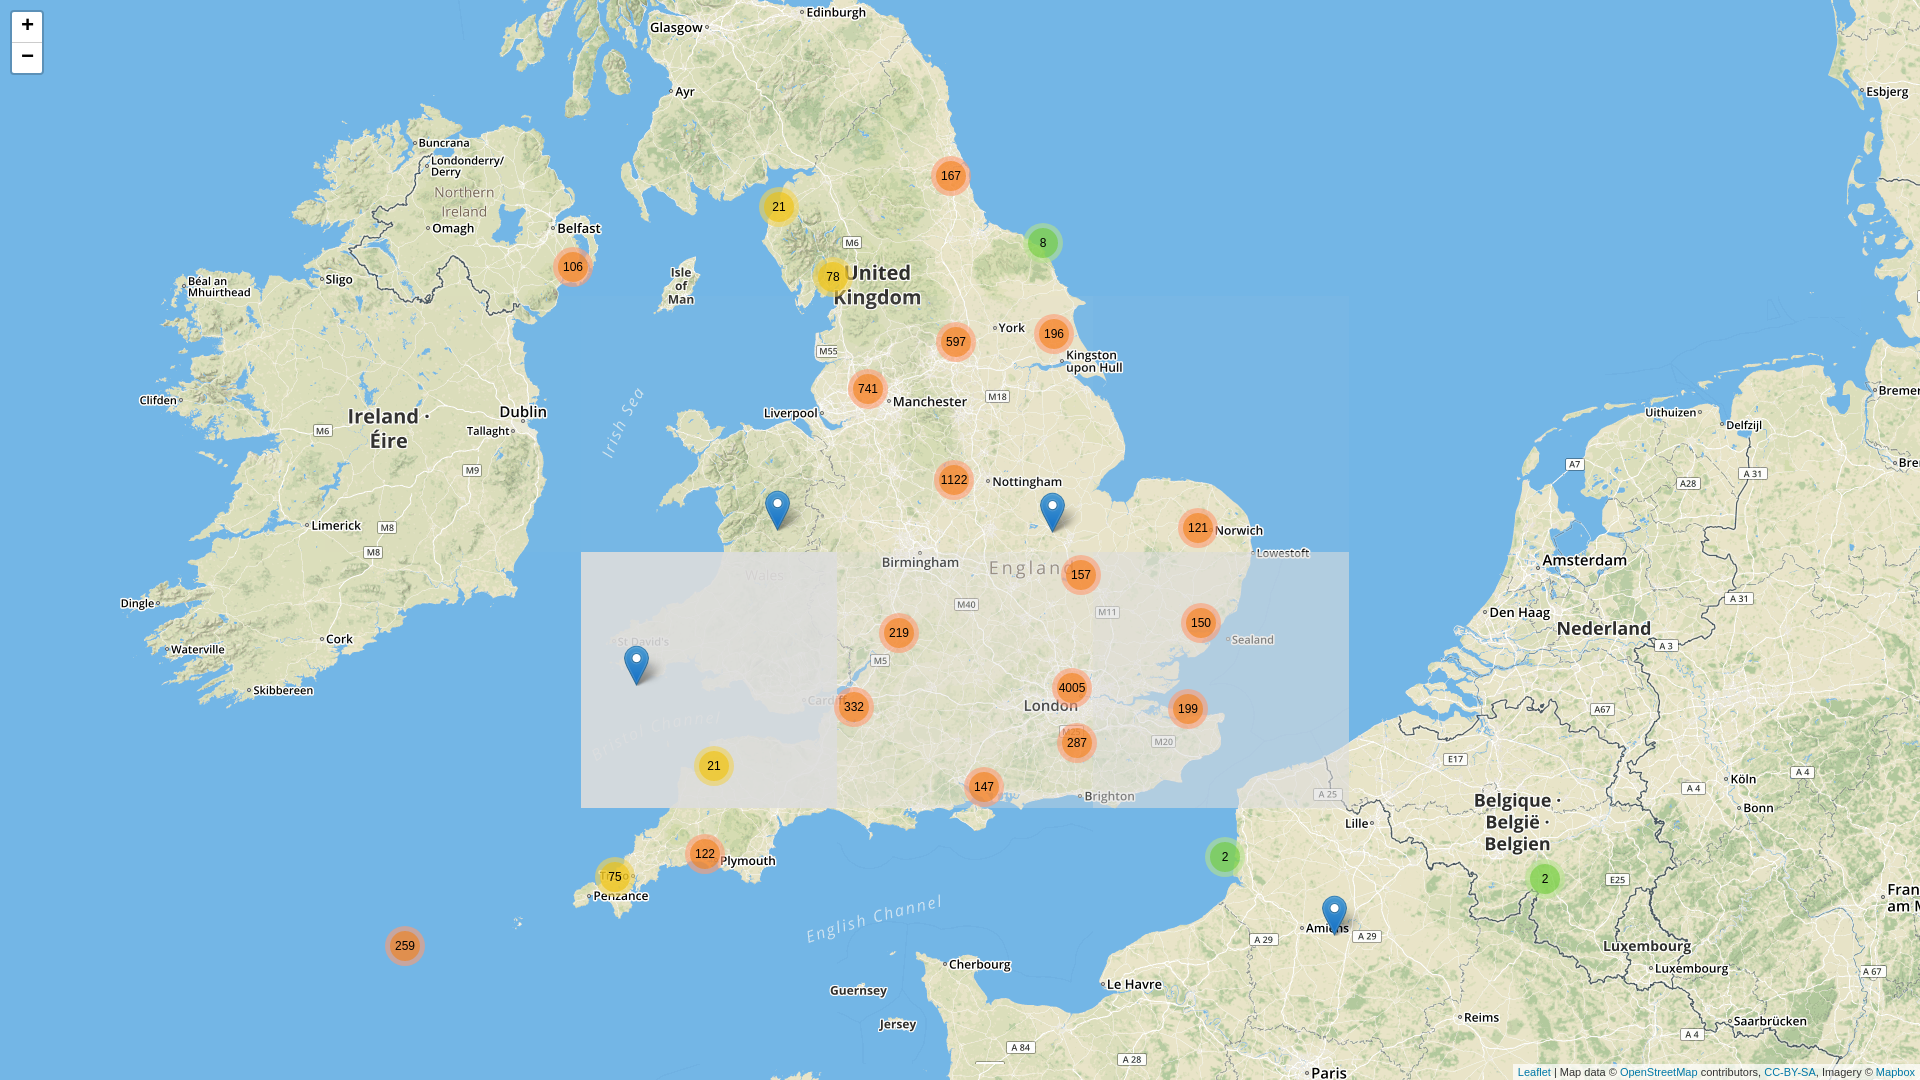 +
−
Edinburgh
Glasgow
Ayr
Esbjerg
Buncrana
Londonderry/
Derry
Northern
Ireland
Omagh
Belfast
106
167
21
8
M6
78
United
Kingdom
Isle
of
Man
Sligo
Béal an
Mhuirthead
York
196
597
M55
Kingston
upon Hull
741
Manchester
M18
Liverpool
Irish Sea
Clifden
Ireland ·
Éire
Dublin
Tallaght
M6
M9
Bremer
Uithuizen
Delfzijl
A7
A 31
Bre
A28
1122
Nottingham
Limerick
M8
M8
121
Norwich
Lowestoft
Birmingham
England
157
Wales
Amsterdam
Dingle
M40
M11
A 31
Den Haag
Nederland
150
Sealand
219
Cork
Waterville
St David's
M5
A 3
Skibbereen
4005
London
Cardiff
332
199
A67
Bristol Channel
287
M20
E17
21
147
Brighton
A 25
Köln
A 4
A 4
Bonn
Belgique ·
België ·
Belgien
Lille
122
Plymouth
2
75
Penzance
2
E25
Fran
am M
English Channel
Amiens
A 29
A 29
259
Luxembourg
Luxembourg
A 67
Cherbourg
Le Havre
Guernsey
Jersey
Reims
Saarbrücken
A 4
A 84
A 28
Paris
Leaflet | Map data © OpenStreetMap contributors, CC-BY-SA, Imagery © Mapbox